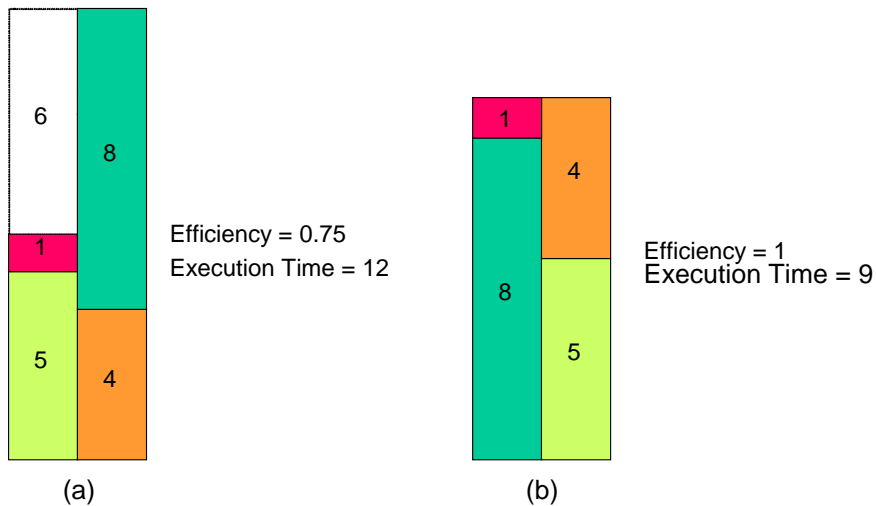 6
8
1
5
4
Efficiency = 0.75
Execution Time = 12
(a)
1
4
8
5
Efficiency = 1
Execution Time = 9
(b)